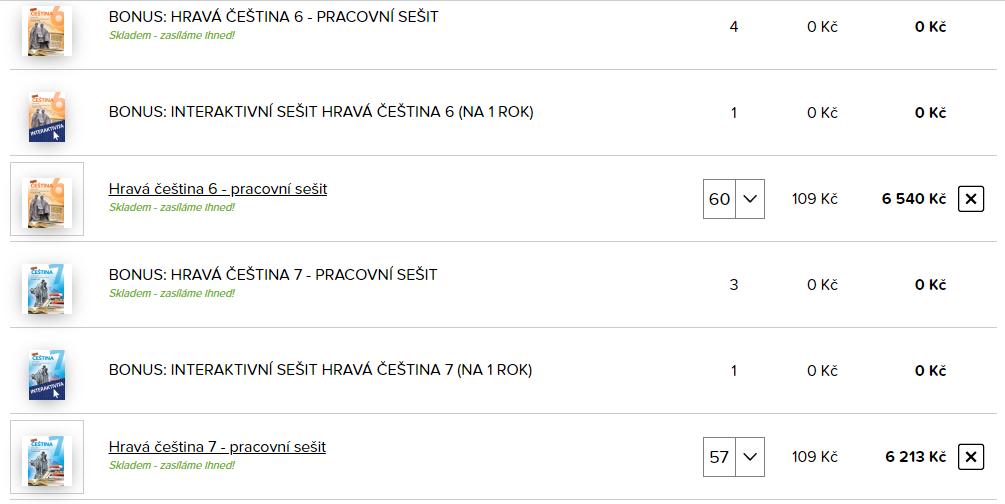 BONUS: HRAVÁ ČEŠTINA 6 - PRACOVNÍ SEŠIT 4 0 Kč 0 Kč
Skladem - zasíláme Ihned!
BONUS: INTERAKTIVNÍ SEŠIT HRAVÁ ČEŠTINA 6 (NA 1 ROK) 1 0 Kč 0 Kč
Hravá čeština 6 - pracovní sešit 60 109 Kč 6 540 Kč
Skladem - zasíláme Ihned!
BONUS: HRAVÁ ČEŠTINA 7 - PRACOVNÍ SEŠIT 3 0 Kč 0 Kč
Skladem - zasíláme Ihned!
BONUS: INTERAKTIVNÍ SEŠIT HRAVÁ ČEŠTINA 7 (NA 1 ROK) 1 0 Kč 0 Kč
Hravá čeština 7 - pracovní sešit 57 109 Kč 6 213 Kč
Skladem - zasíláme Ihned!